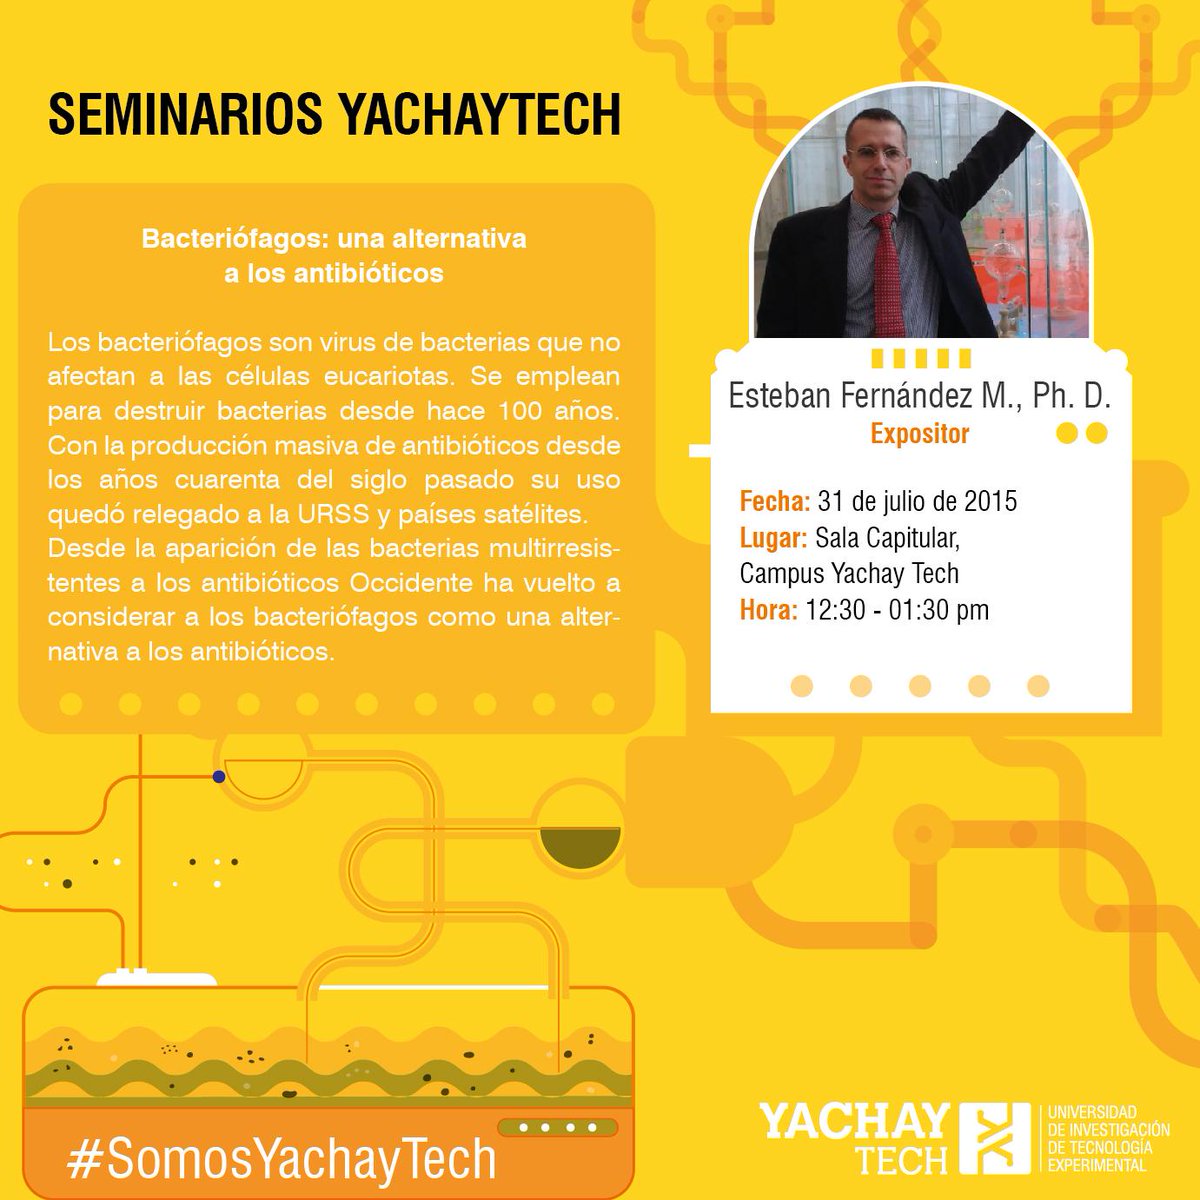 SEMINARIOS YACHAYTECH
Bacteriófagos: una alternativa
a los antibióticos
Los bacteriófagos son virus de bacterias que no
afectan a las células eucariotas. Se emplean
para destruir bacterias desde hace 100 años.
Con la producción masiva de antibióticos desde
los años cuarenta del siglo pasado su uso
quedó relegado a la URSS y países satélites.
Desde la aparición de las bacterias multirresis-
tentes a los antibióticos Occidente ha vuelto a
considerar a los bacteriófagos como una alter-
nativa a los antibióticos.
Esteban Fernández M., Ph. D.
Expositor
Fecha: 31 de julio de 2015
Lugar: Sala Capitular,
Campus Yachay Tech
Hora: 12:30 - 01:30 pm
#SomosYachayTech
YACHAY
TECH
UNIVERSIDAD
DE INVESTIGACIÓN
DE TECNOLOGÍA
EXPERIMENTAL